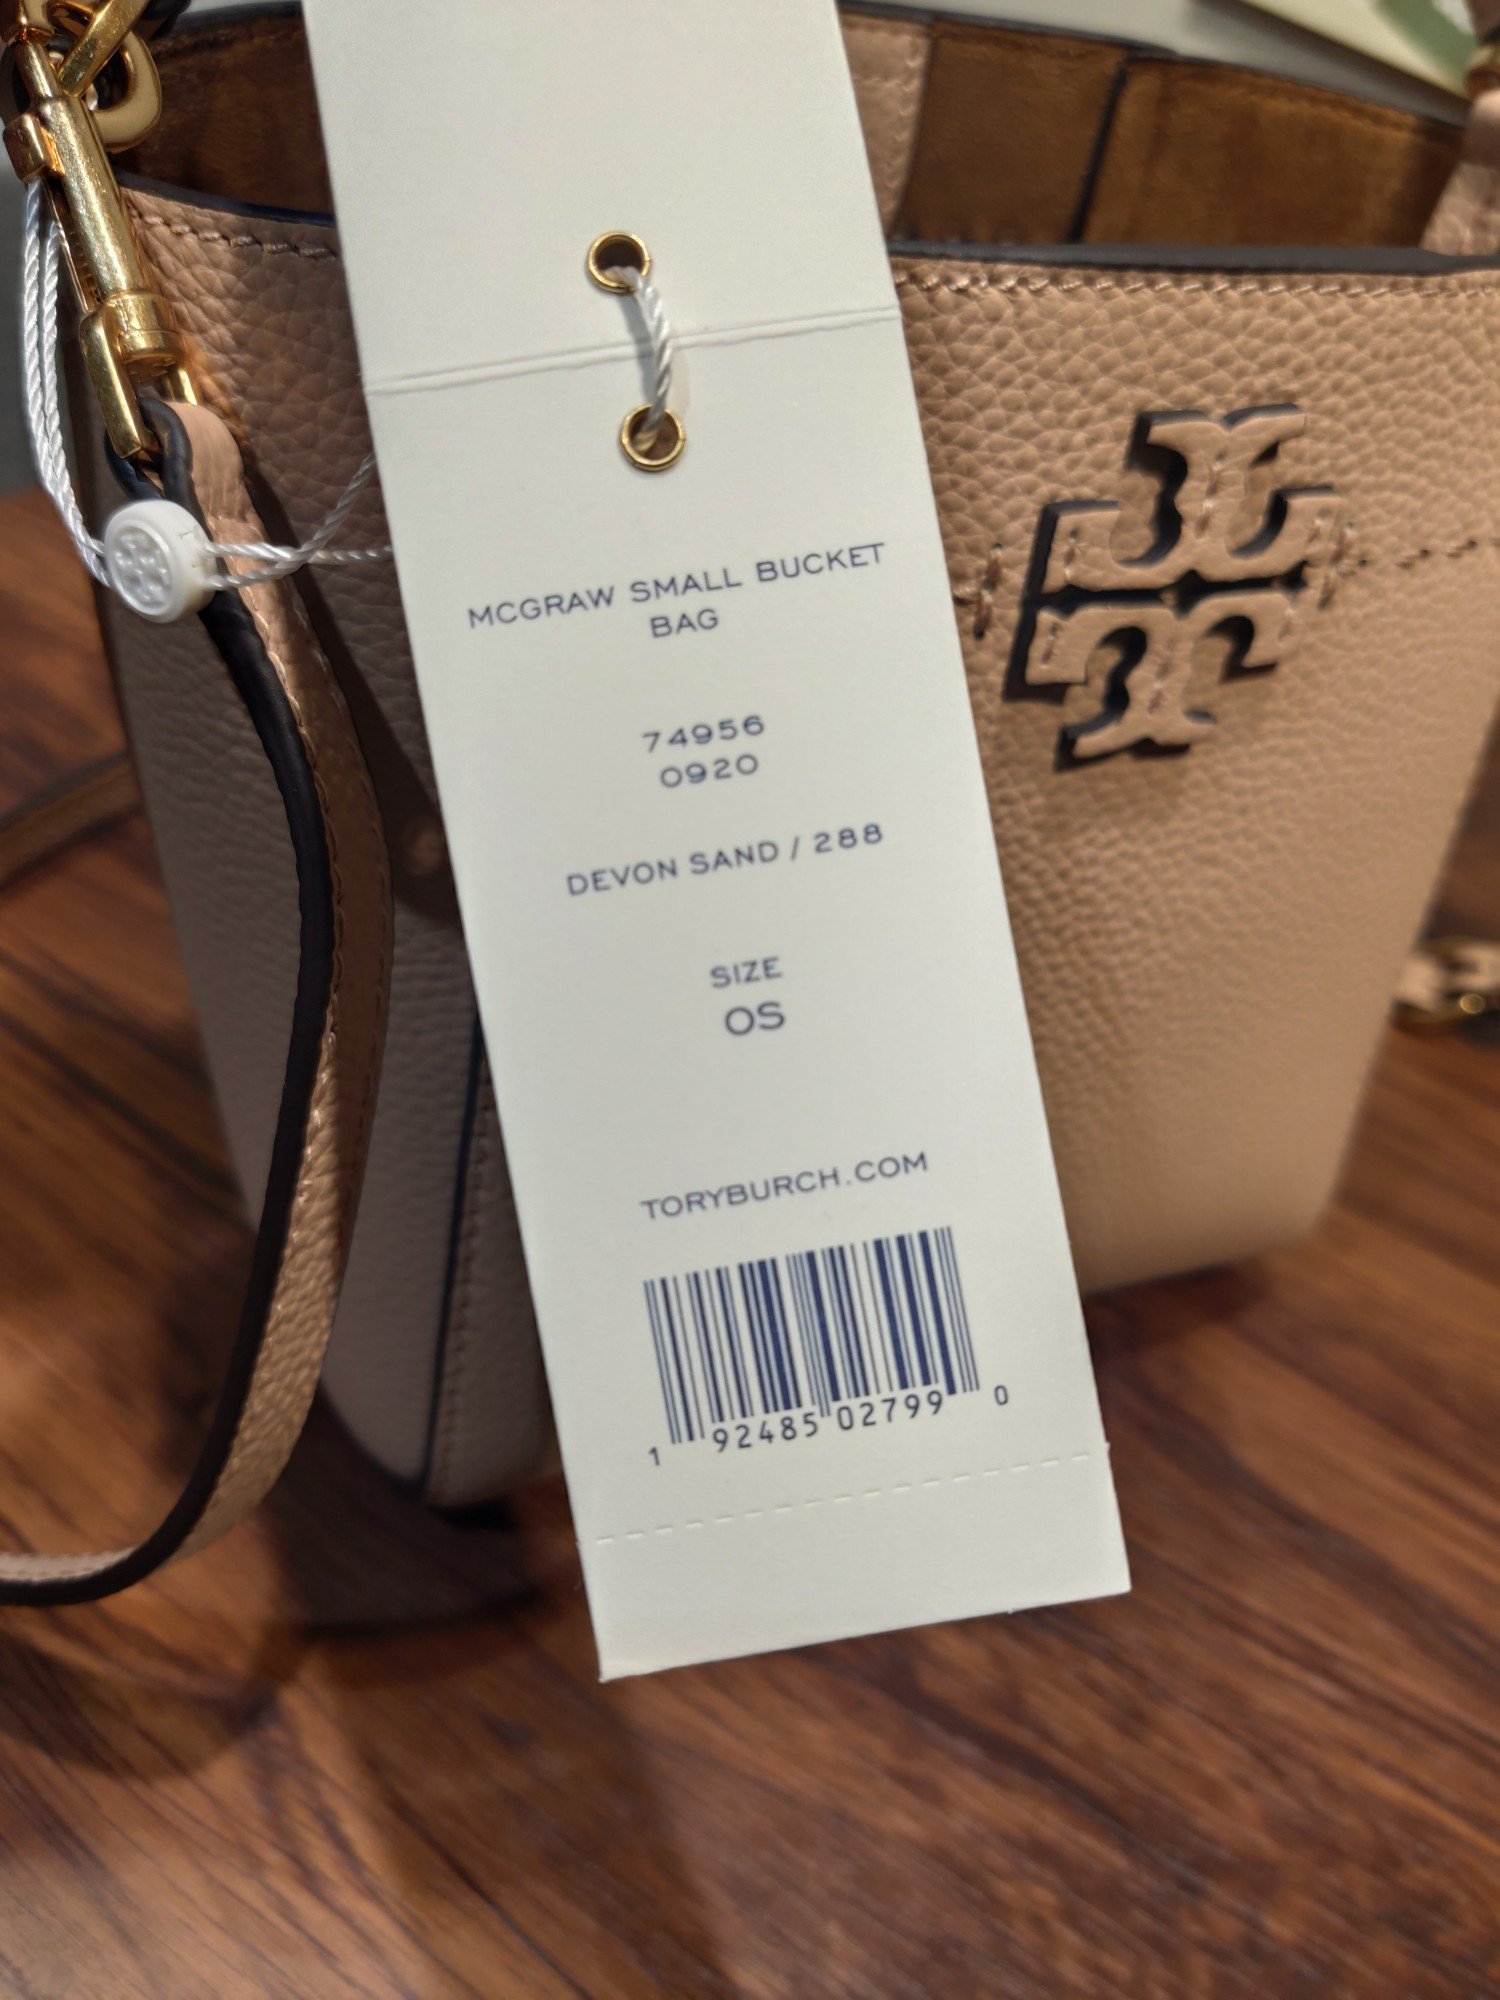 MCGRAW SMALL BUCKET
BAG
74956
0920
DEVON SAND / 288
SIZE
OS
TORYBURCH.COM
1 92485 02799 0